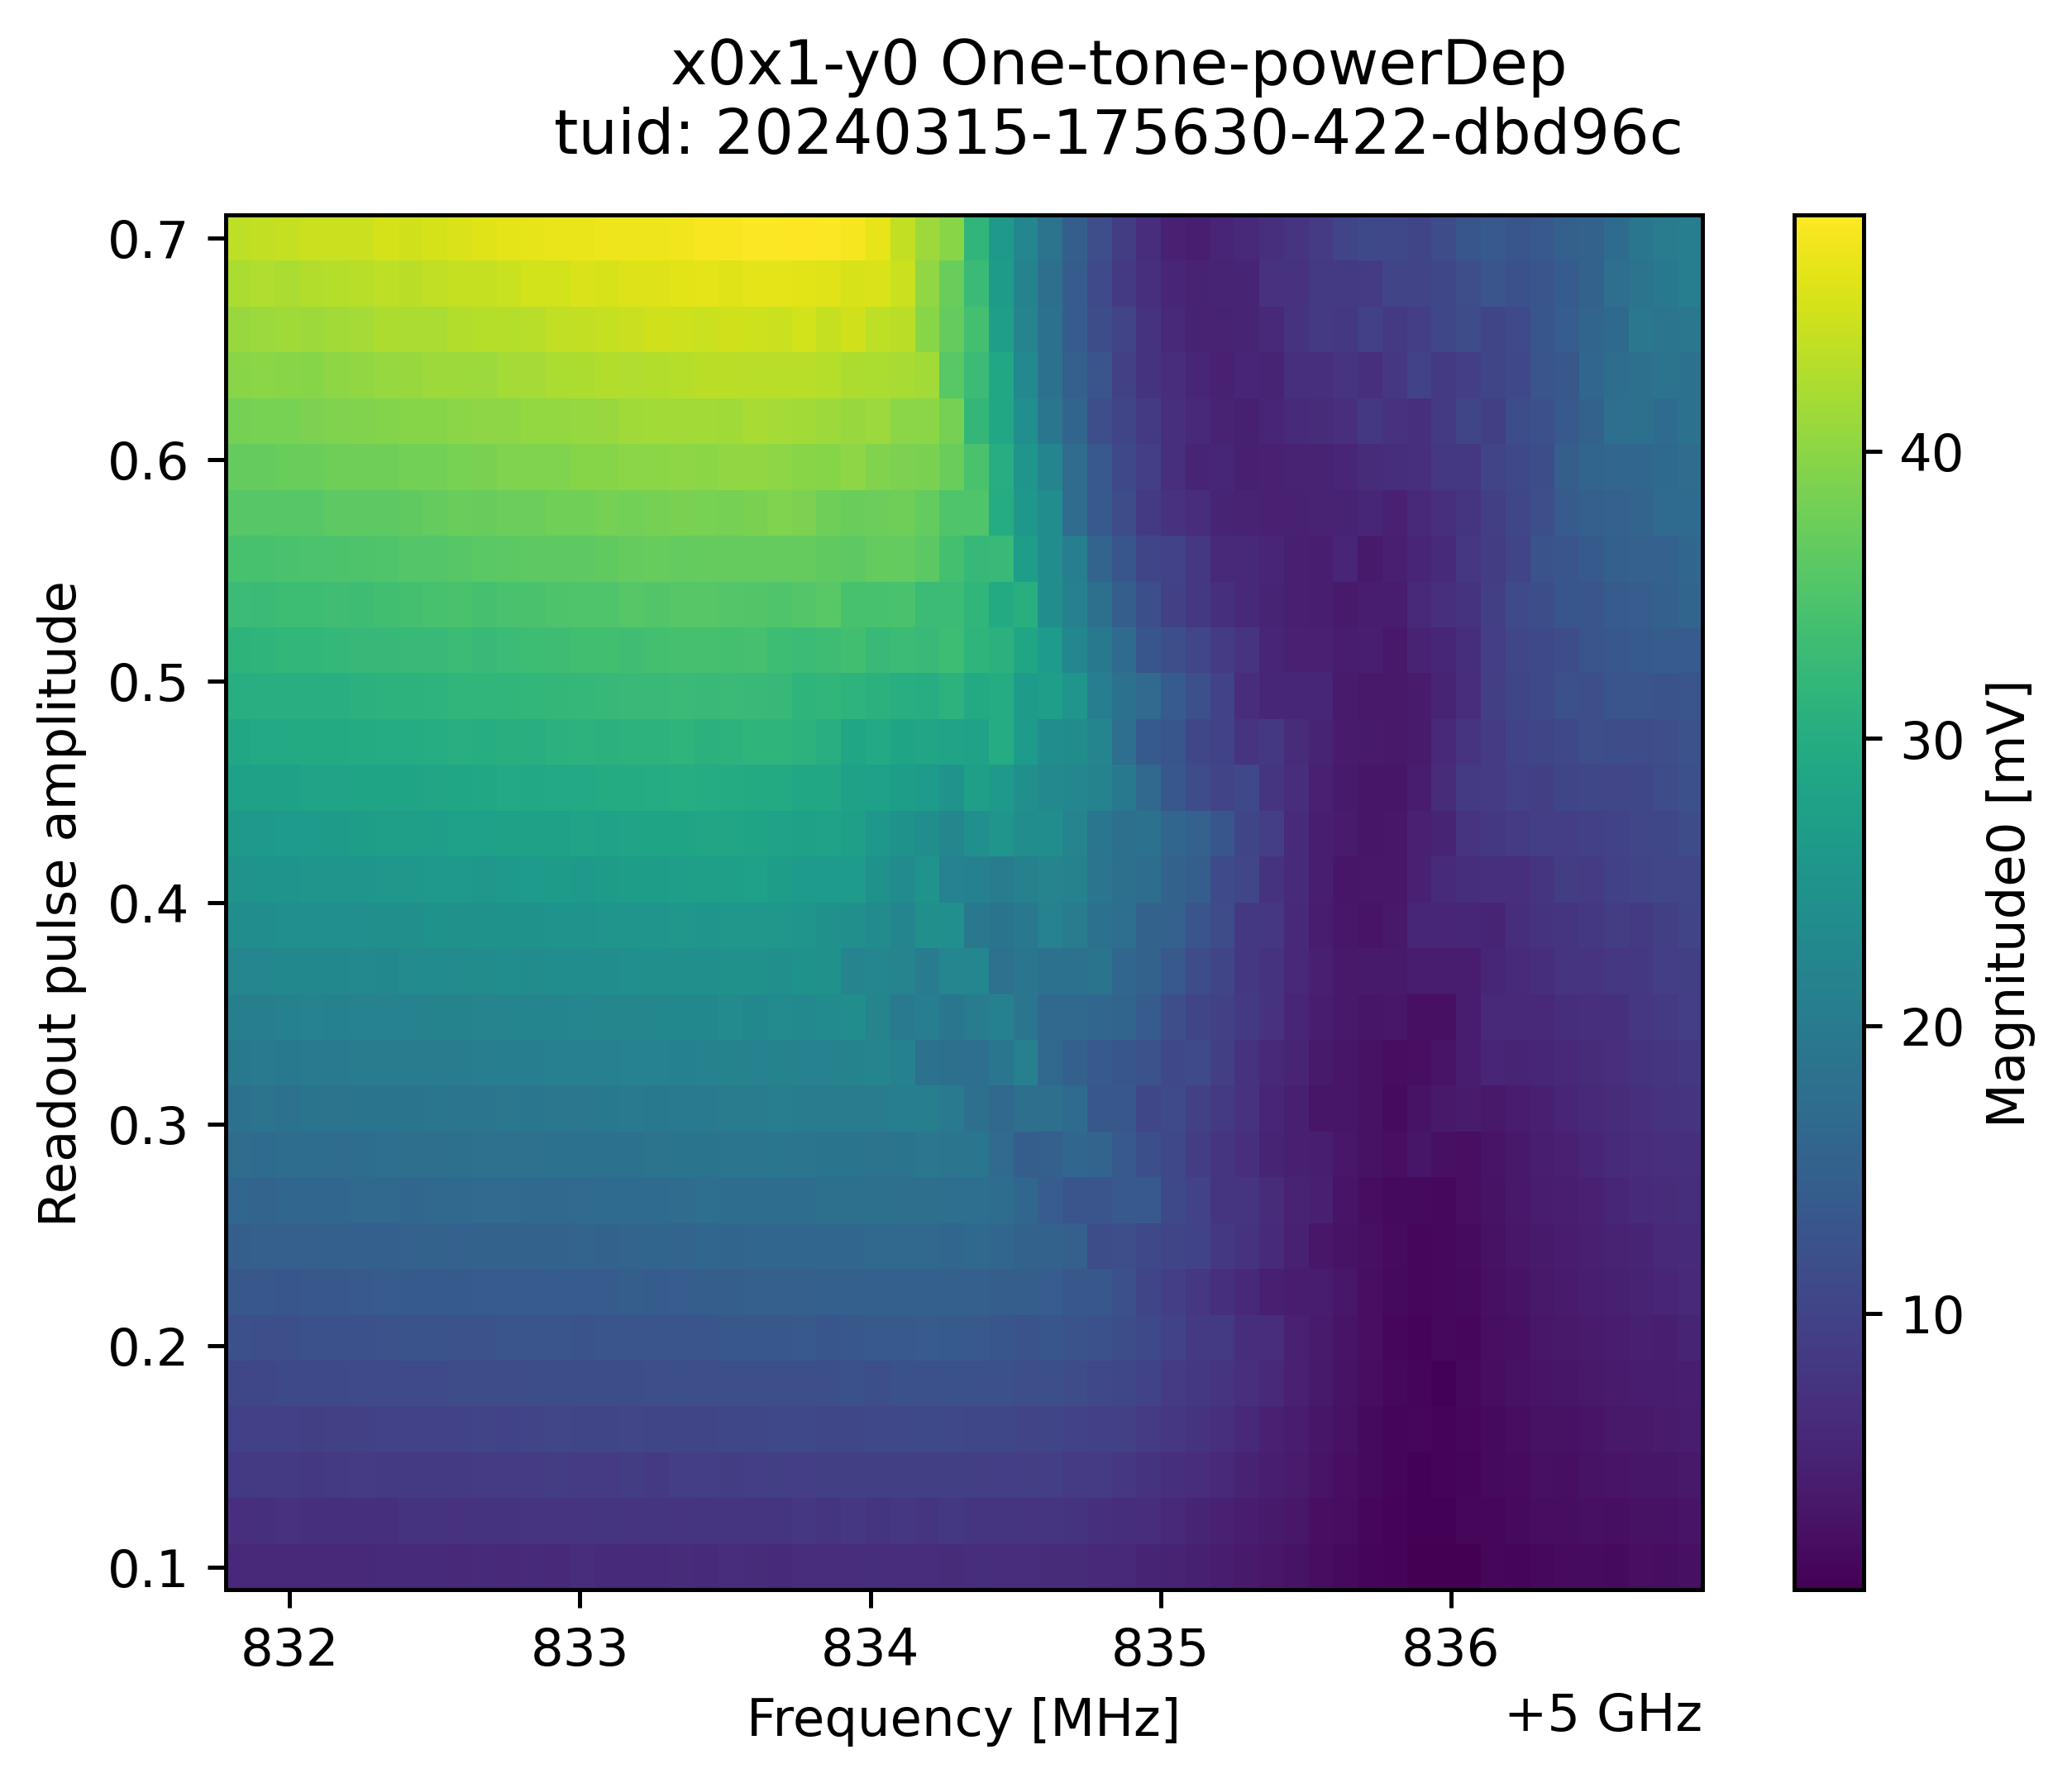 x0x1-y0 One-tone-powerDep
tuid: 20240315-175630-422-dbd96c
Readout pulse amplitude
0.7
0.6
0.5
0.4
0.3
0.2
0.1
832
833
834
835
836
Frequency [MHz]
+5 GHz
40
30
20
10
Magnitude0 [mV]